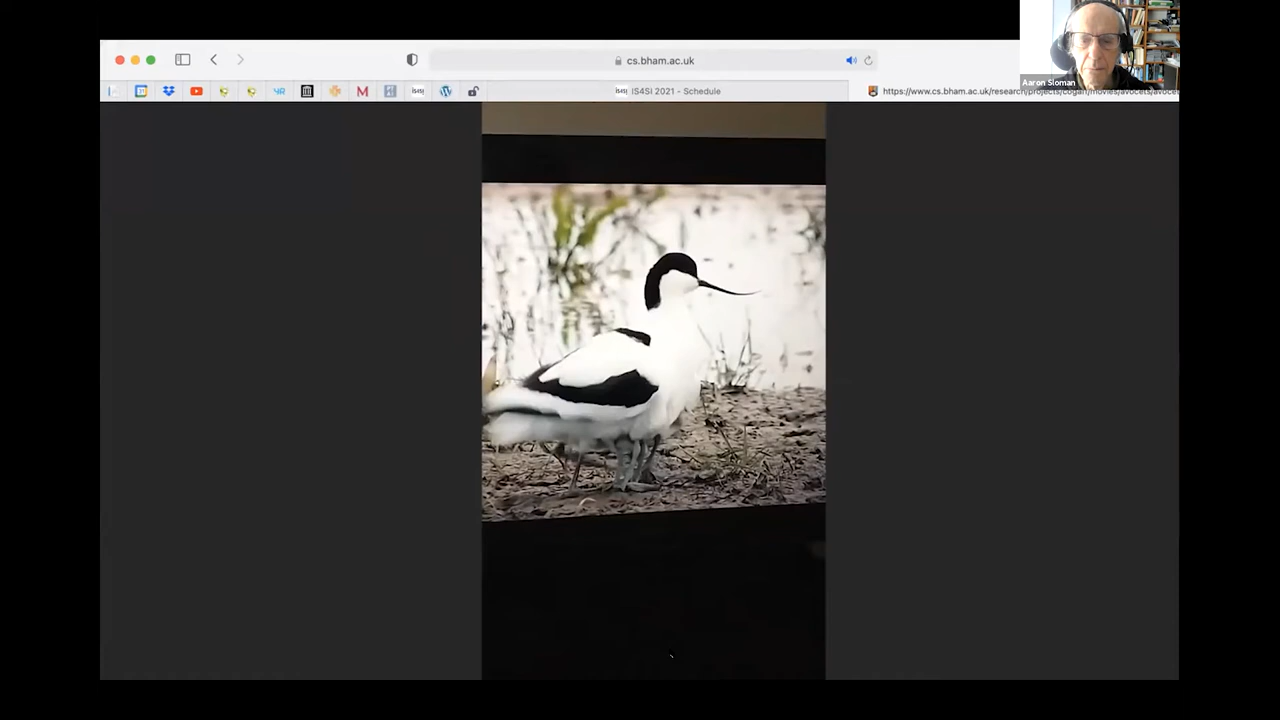 cs.bham.ac.uk
Aaron Sloman
IS4SI 2021 - Schedule
https://www.cs.bham.ac.uk/research/projects/cogaff/movies/avocets/avocet